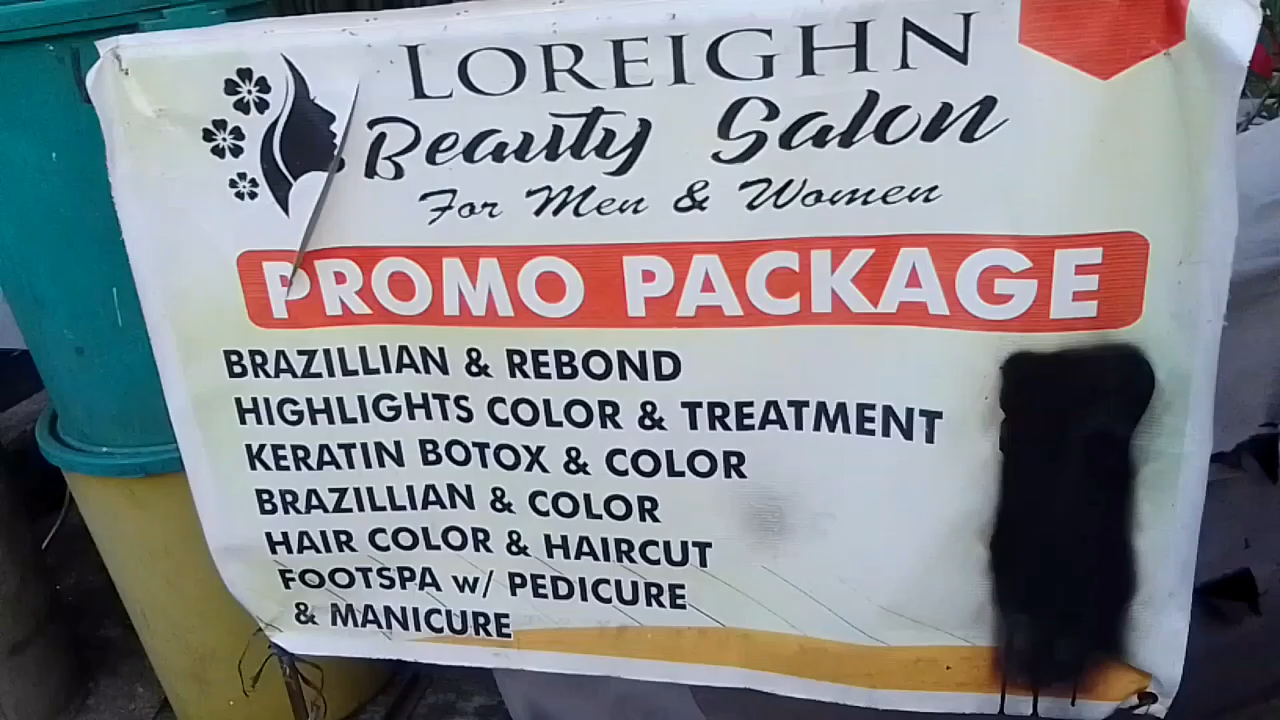 LOREIGHN
Beauty Salon
For Men & Women
PROMO PACKAGE
BRAZILLIAN & REBOND
HIGHLIGHTS COLOR & TREATMENT
KERATIN BOTOX & COLOR
BRAZILLIAN & COLOR
HAIR COLOR & HAIRCUT
FOOTSPA w/ PEDICURE
& MANICURE